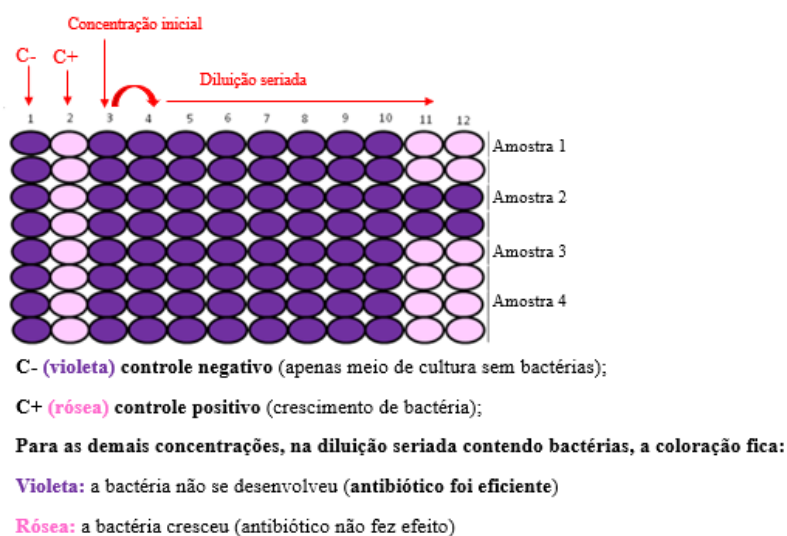 Concentração inicial
C- C+
Diluição seriada
1 2 3 4 5 6 7 8 9 10 11 12
Amostra 1
Amostra 2
Amostra 3
Amostra 4
C- (violeta) controle negativo (apenas meio de cultura sem bactérias);
C+ (rósea) controle positivo (crescimento de bactéria);
Para as demais concentrações, na diluição seriada contendo bactérias, a coloração fica:
Violeta: a bactéria não se desenvolveu (antibiótico foi eficiente)
Rósea: a bactéria cresceu (antibiótico não fez efeito)